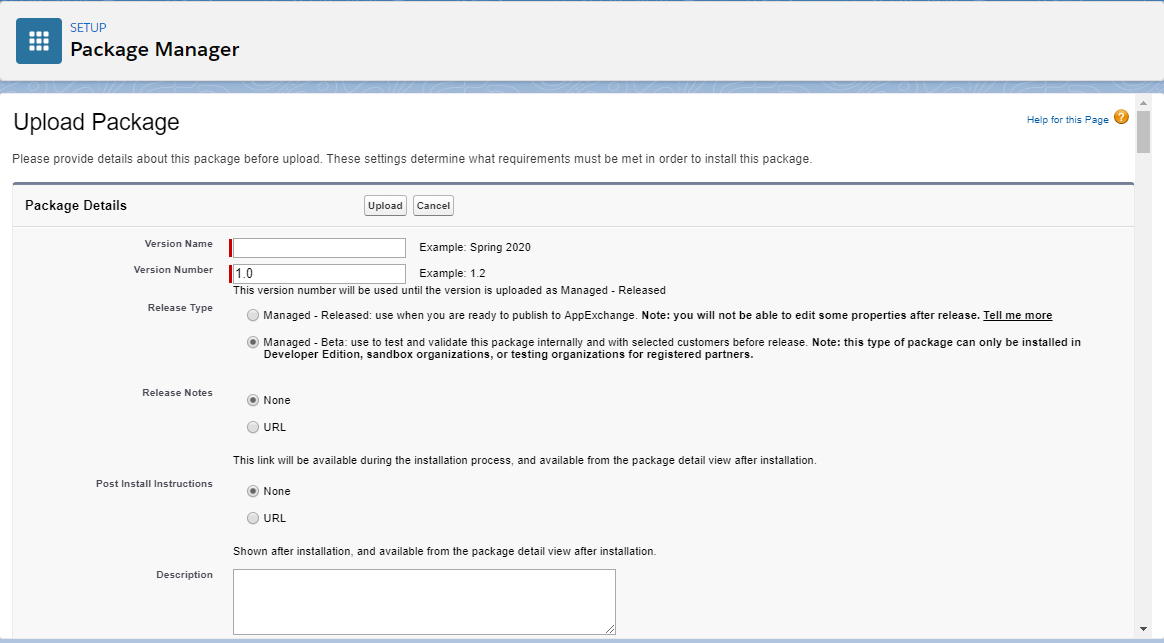 SETUP
Package Manager
Upload Package
Help for this Page ?
Please provide details about this package before upload. These settings determine what requirements must be met in order to install this package.
Package Details
Upload Cancel
Version Name
Example: Spring 2020
Version Number
1.0
Example: 1.2
This version number will be used until the version is uploaded as Managed - Released
Release Type
Managed - Released: use when you are ready to publish to AppExchange. Note: you will not be able to edit some properties after release. Tell me more
Managed - Beta: use to test and validate this package internally and with selected customers before release. Note: this type of package can only be installed in
Developer Edition, sandbox organizations, or testing organizations for registered partners.
Release Notes
None
URL
This link will be available during the installation process, and available from the package detail view after installation.
Post Install Instructions
None
URL
Shown after installation, and available from the package detail view after installation.
Description